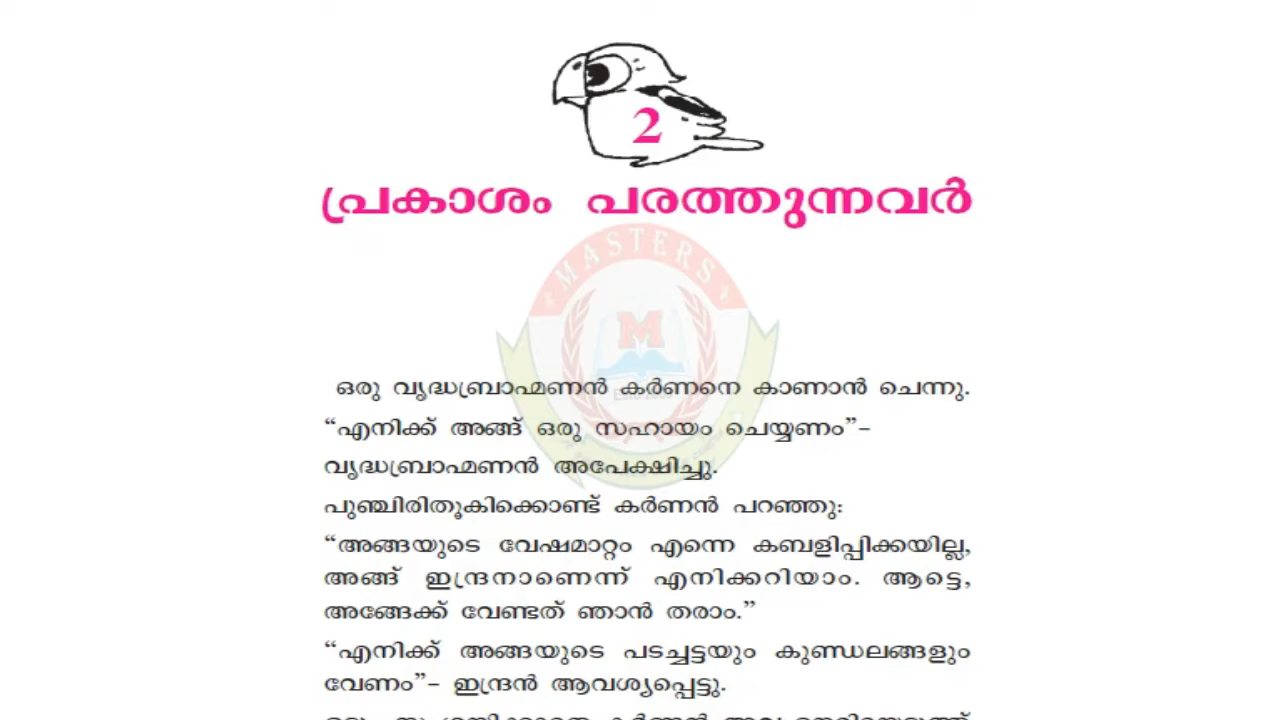 2
പ്രകാശം പരത്തുന്നവർ
MASTERS
M
ഒരു വൃദ്ധബ്രാഹ്മണൻ കർണനെ കാണാൻ ചെന്നു.
“എനിക്ക് അങ്ങ് ഒരു സഹായം ചെയ്യണം”–
വൃദ്ധബ്രാഹ്മണൻ അപേക്ഷിച്ചു.
പുഞ്ചിരിതൂകിക്കൊണ്ട് കർണൻ പറഞ്ഞു:
“അങ്ങയുടെ വേഷമാറ്റം എന്നെ കബളിപ്പിക്കയില്ല,
അങ്ങ് ഇന്ദ്രനാണെന്ന് എനിക്കറിയാം. ആട്ടെ,
അങ്ങേക്ക് വേണ്ടത് ഞാൻ തരാം.”
“എനിക്ക് അങ്ങയുടെ പടച്ചട്ടയും കുണ്ഡലങ്ങളും
വേണം”– ഇന്ദ്രൻ ആവശ്യപ്പെട്ടു.